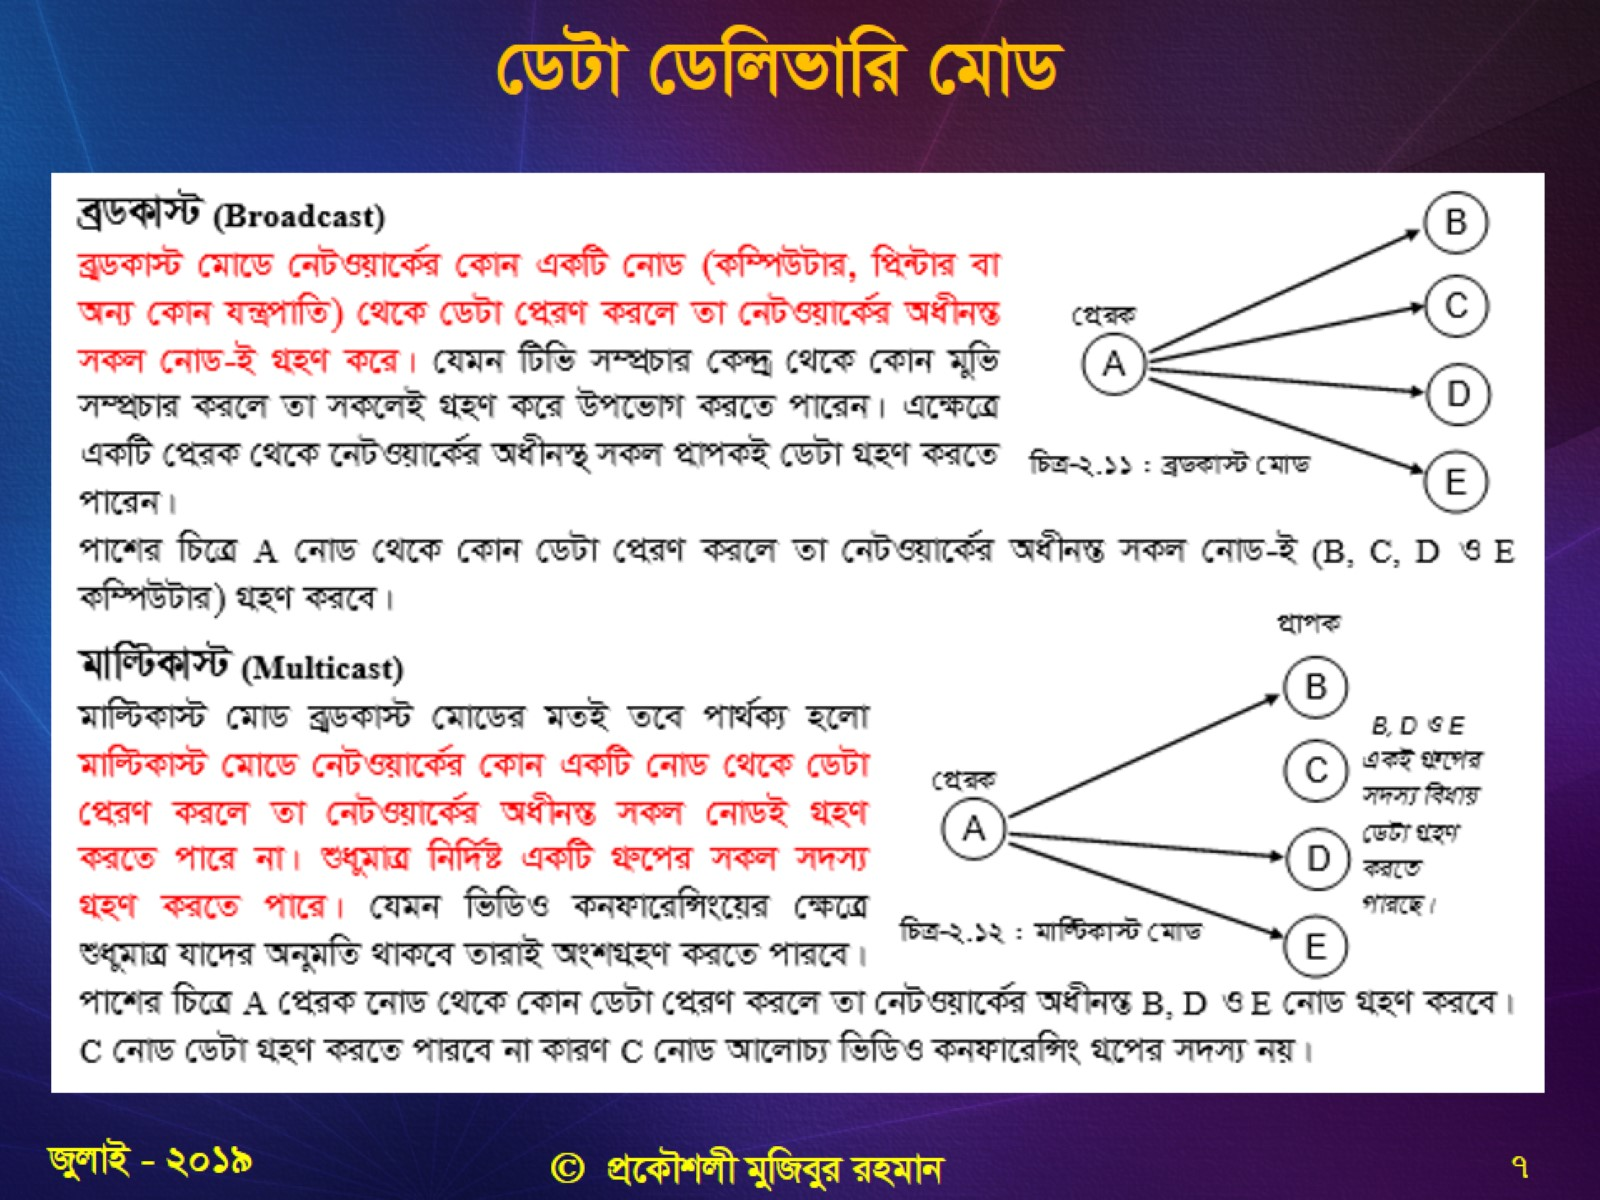 ডেটা ডেলিভারি মোড
ব্রডকাস্ট (Broadcast)
ব্রডকাস্ট মোডে নেটওয়ার্কের কোন একটি নোড (কম্পিউটার, প্রিন্টার বা
অন্য কোন যন্ত্রপাতি) থেকে ডেটা প্রেরণ করলে তা নেটওয়ার্কের অধীনস্ত
সকল নোড-ই গ্রহণ করে। যেমন টিভি সম্প্রচার কেন্দ্র থেকে কোন মুভি
সম্প্রচার করলে তা সকলেই গ্রহণ করে উপভোগ করতে পারেন। এক্ষেত্রে
একটি প্রেরক থেকে নেটওয়ার্কের অধীনস্থ সকল প্রাপকই ডেটা গ্রহণ করতে
পারেন।
প্রেরক
A
B
C
D
E
চিত্র-২.১১ : ব্রডকাস্ট মোড
পাশের চিত্রে A নোড থেকে কোন ডেটা প্রেরণ করলে তা নেটওয়ার্কের অধীনস্ত সকল নোড-ই (B, C, D ও E
কম্পিউটার) গ্রহণ করবে।
মাল্টিকাস্ট (Multicast)
মাল্টিকাস্ট মোড ব্রডকাস্ট মোডের মতই তবে পার্থক্য হলো
মাল্টিকাস্ট মোডে নেটওয়ার্কের কোন একটি নোড থেকে ডেটা
প্রেরণ করলে তা নেটওয়ার্কের অধীনস্ত সকল নোডই গ্রহণ
করতে পারে না। শুধুমাত্র নির্দিষ্ট একটি গ্রুপের সকল সদস্য
গ্রহণ করতে পারে। যেমন ভিডিও কনফারেন্সিংয়ের ক্ষেত্রে
শুধুমাত্র যাদের অনুমতি থাকবে তারাই অংশগ্রহণ করতে পারবে।
প্রাপক
প্রেরক
A
B
C
D
E
B, D ও E
একই গ্রুপের
সদস্য বিধায়
ডেটা গ্রহণ
করতে
পারছে।
চিত্র-২.১২ : মাল্টিকাস্ট মোড
পাশের চিত্রে A প্রেরক নোড থেকে কোন ডেটা প্রেরণ করলে তা নেটওয়ার্কের অধীনস্ত B, D ও E নোড গ্রহণ করবে।
C নোড ডেটা গ্রহণ করতে পারবে না কারণ C নোড আলোচ্য ভিডিও কনফারেন্সিং গ্রপের সদস্য নয়।
জুলাই - ২০১৯
© প্রকৌশলী মুজিবুর রহমান
৭